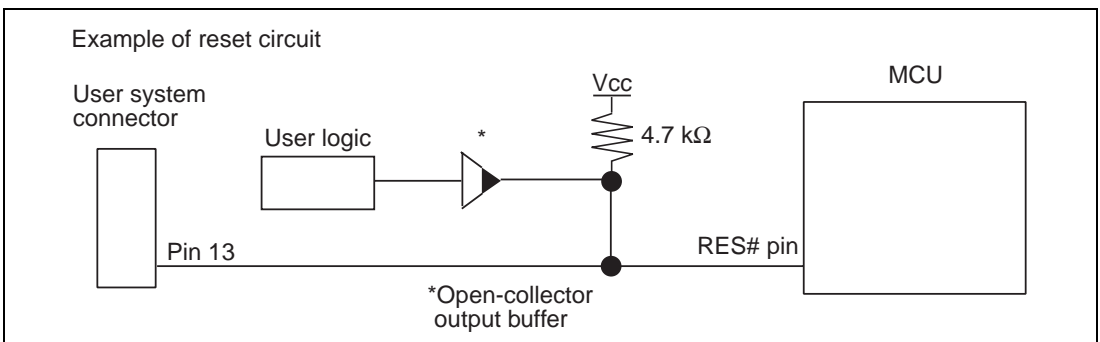 Example of reset circuit
User system
connector
User logic
*
Vcc
4.7 kΩ
MCU
Pin 13
RES# pin
*Open-collector
output buffer